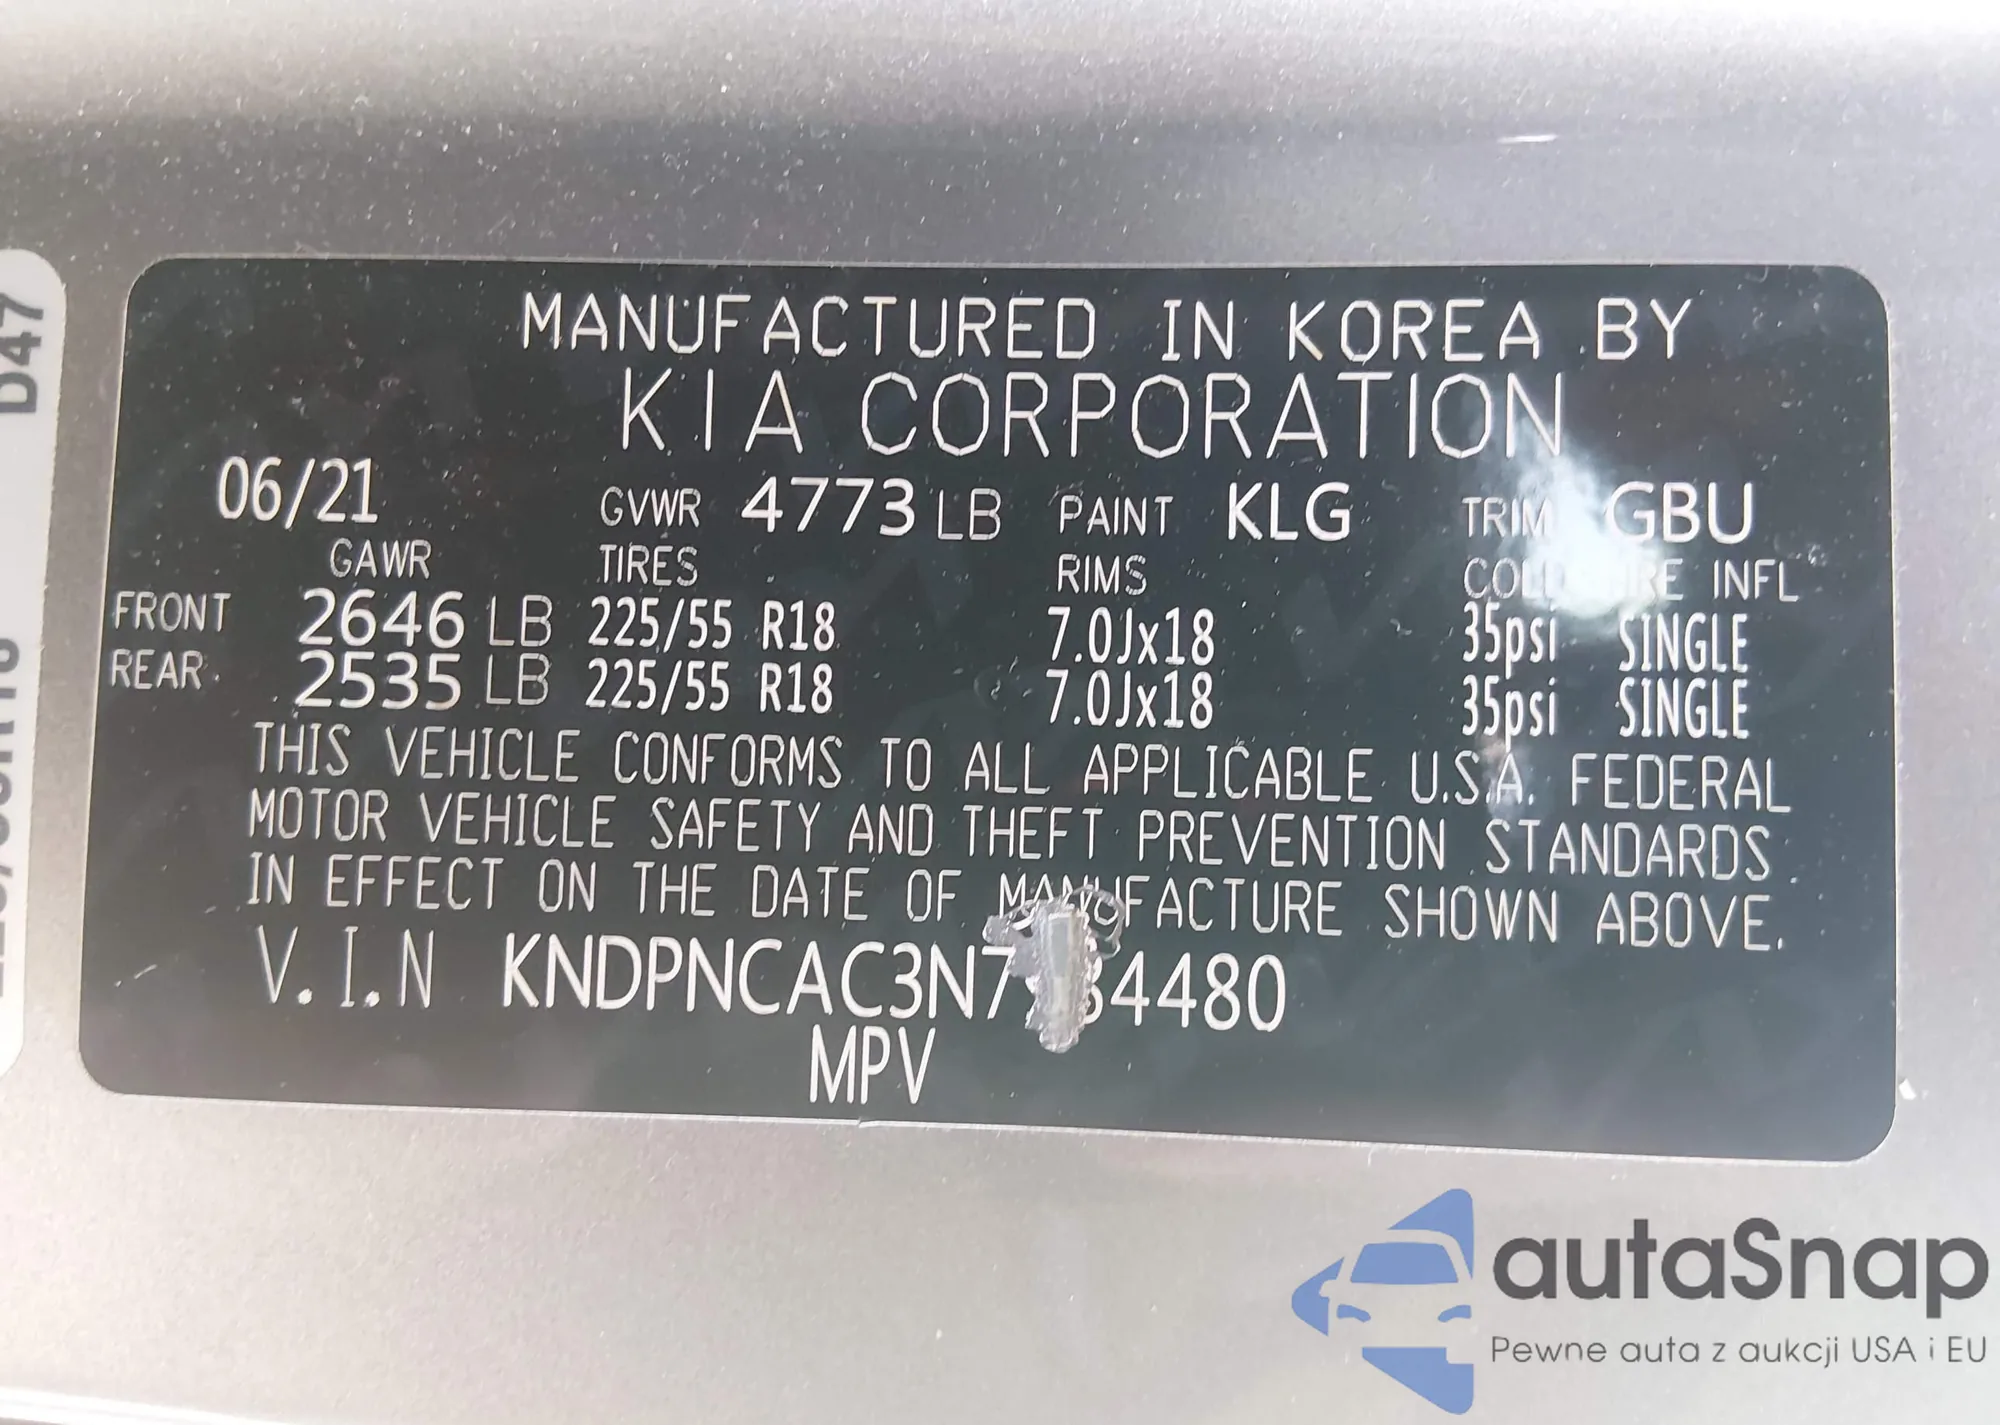 MANUFACTURED IN KOREA BY
KIA CORPORATION
06/21 GVWR 4773 LB PAINT KLG TRIM GBU
GAWR TIRES RIMS COLD TIRE INFL
FRONT 2646 LB 225/55 R18 7.0Jx18 35psi SINGLE
REAR 2535 LB 225/55 R18 7.0Jx18 35psi SINGLE
THIS VEHICLE CONFORMS TO ALL APPLICABLE U.S.A. FEDERAL
MOTOR VEHICLE SAFETY AND THEFT PREVENTION STANDARDS
IN EFFECT ON THE DATE OF MANUFACTURE SHOWN ABOVE.
V.I.N
MPV
D47
autaSnap
Pewne auta z aukcji USA i EU